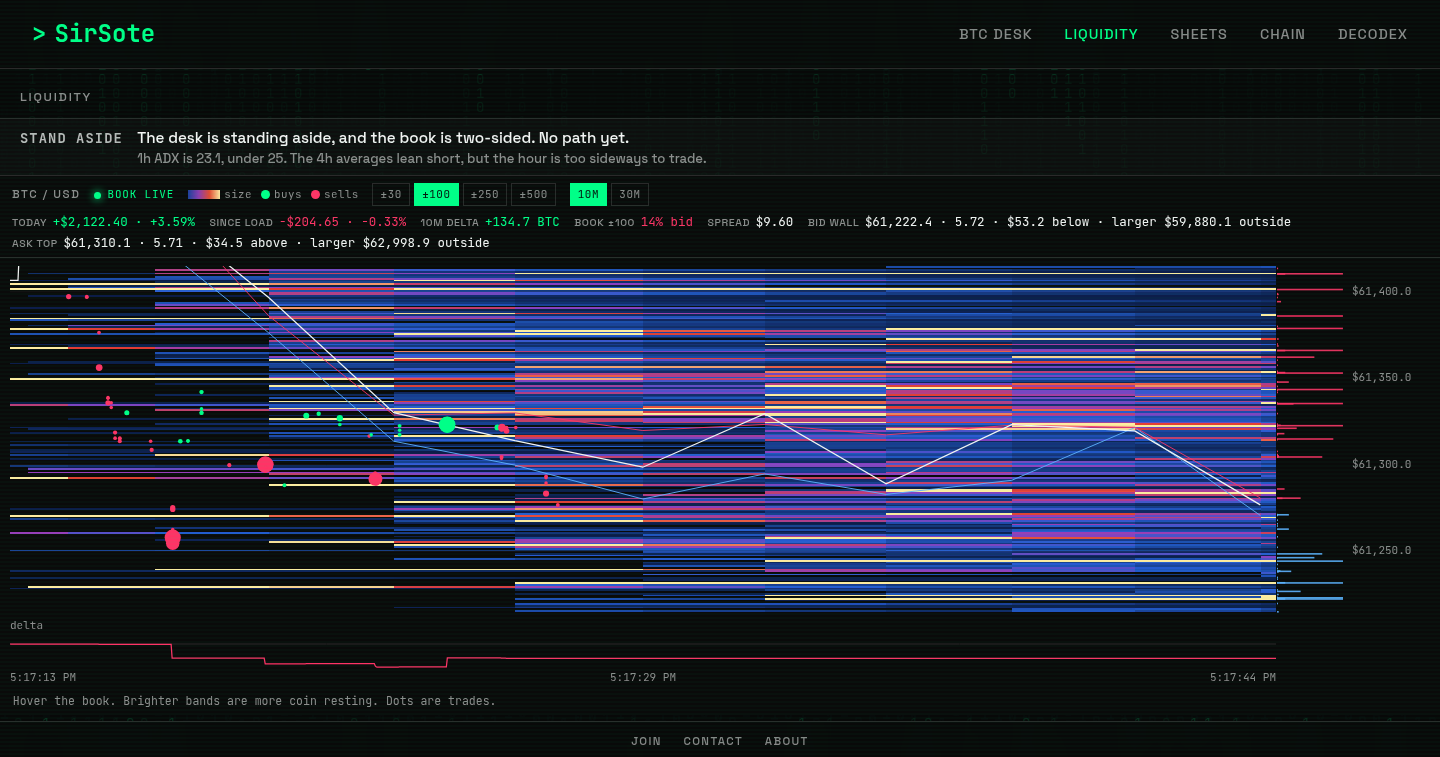 > SirSote
BTC DESK LIQUIDITY SHEETS CHAIN DECODEX
LIQUIDITY
STAND ASIDE The desk is standing aside, and the book is two-sided. No path yet.
1h ADX is 23.1, under 25. The 4h averages lean short, but the hour is too sideways to trade.
BTC / USD BOOK LIVE size buys sells ±30 ±100 ±250 ±500 10M 30M
TODAY +$2,122.40 · +3.59% SINCE LOAD -$204.65 · -0.33% 10M DELTA +134.7 BTC BOOK ±100 14% bid SPREAD $9.60 BID WALL $61,222.4 · 5.72 · $53.2 below · larger $59,880.1 outside
ASK TOP $61,310.1 · 5.71 · $34.5 above · larger $62,998.9 outside
$61,400.0
$61,350.0
$61,300.0
$61,250.0
delta
5:17:13 PM 5:17:29 PM 5:17:44 PM
Hover the book. Brighter bands are more coin resting. Dots are trades.
JOIN CONTACT ABOUT